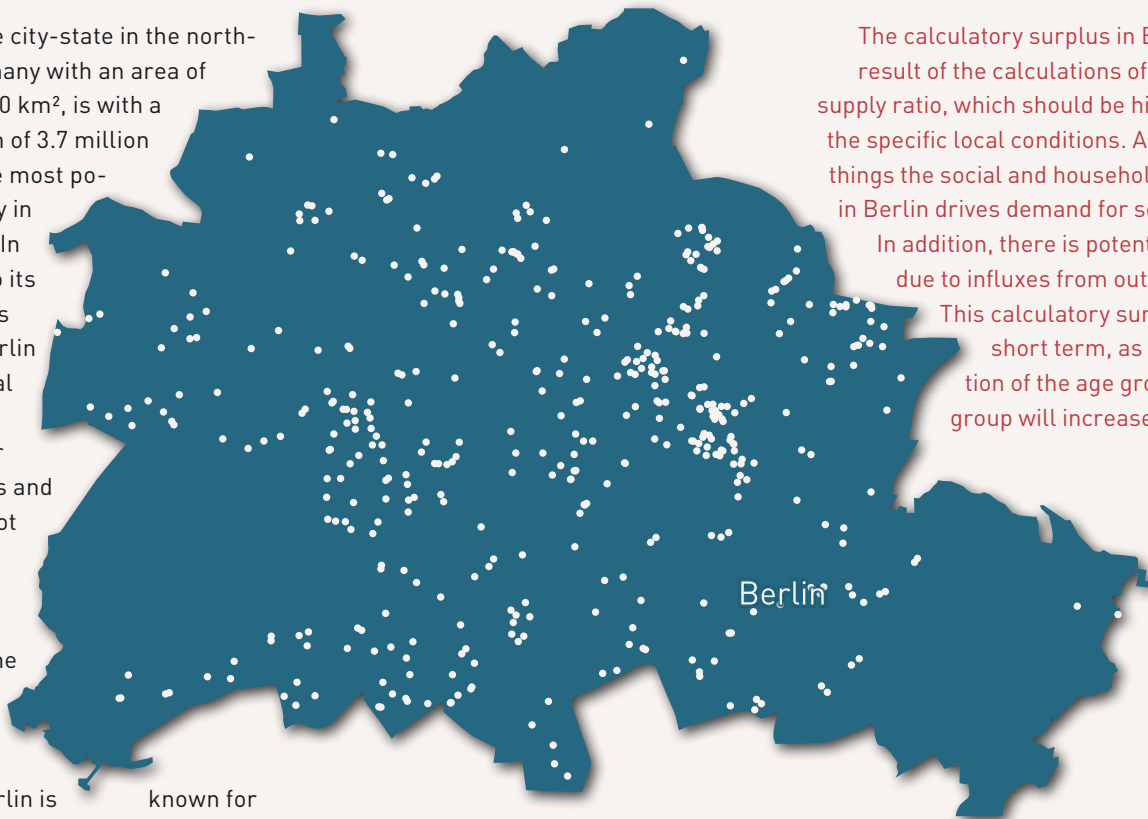 e city-state in the north-
any with an area of
0 km², is with a
n of 3.7 million
e most po-
y in
In
o its
s
rlin
al
s and
ot
ne
rlin is known for
The calculatory surplus in B
result of the calculations of
supply ratio, which should be hi
the specific local conditions. A
things the social and househol
in Berlin drives demand for se
In addition, there is potent
due to influxes from out
This calculatory sur
short term, as
tion of the age gro
group will increase
Berlin